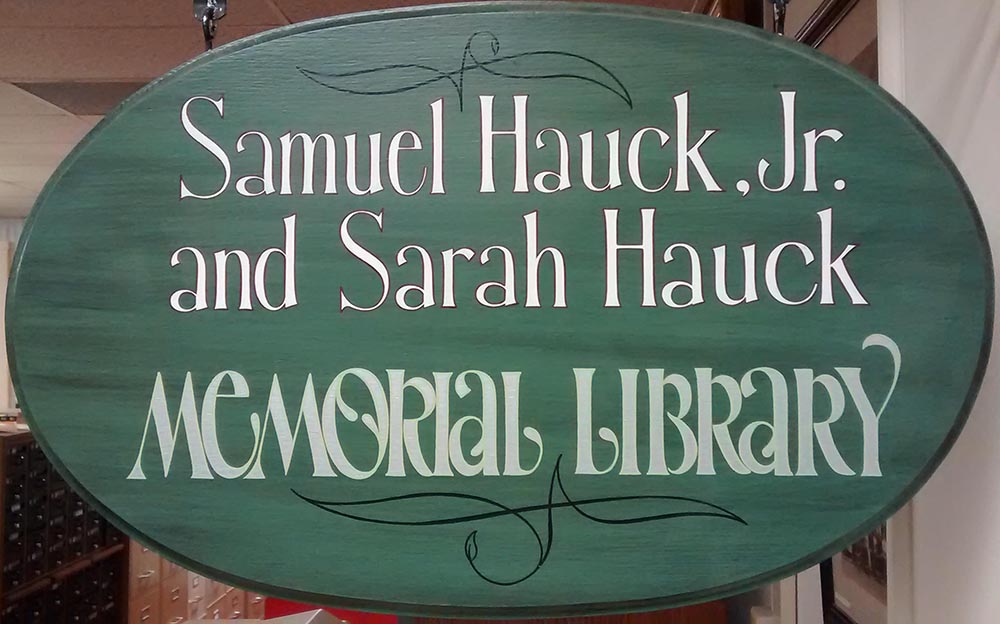 Samuel Hauck, Jr.
and Sarah Hauck
MEMORIAL LIBRARY